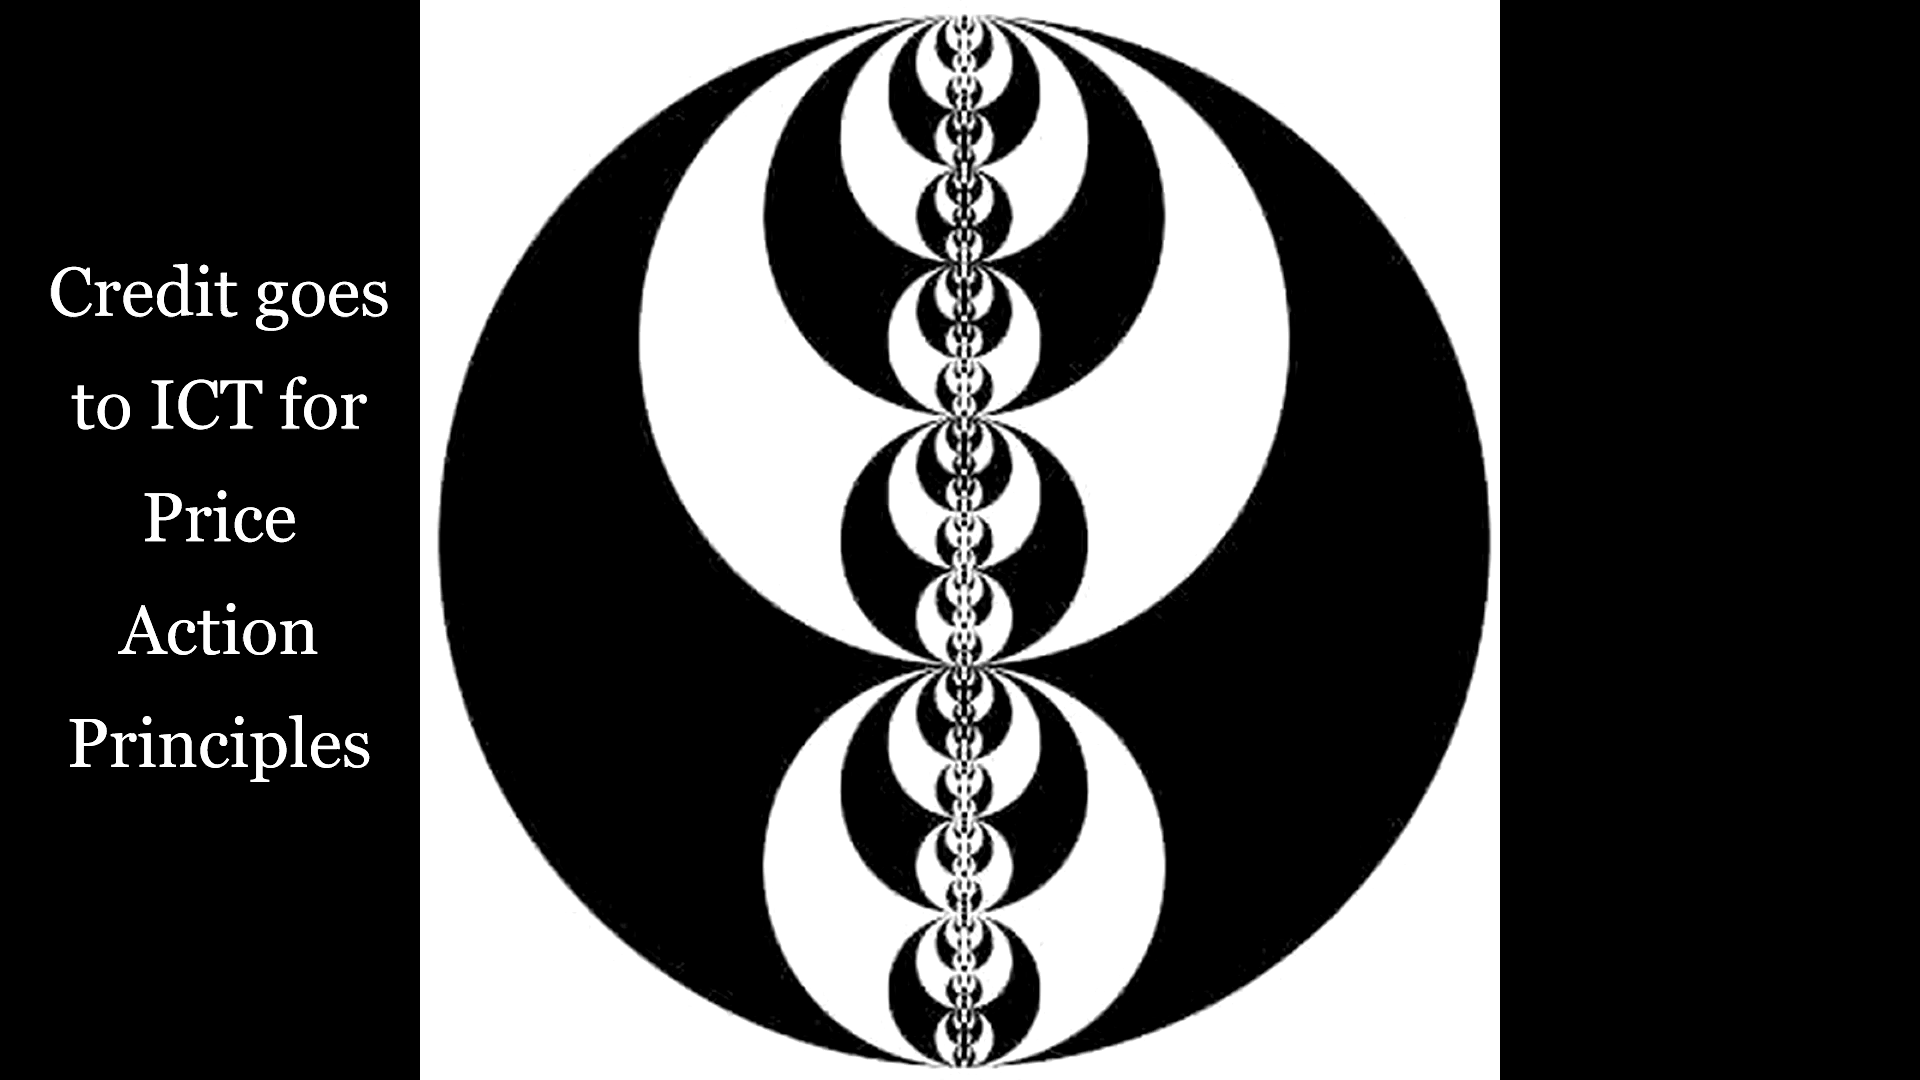 Credit goes
to ICT for
Price
Action
Principles